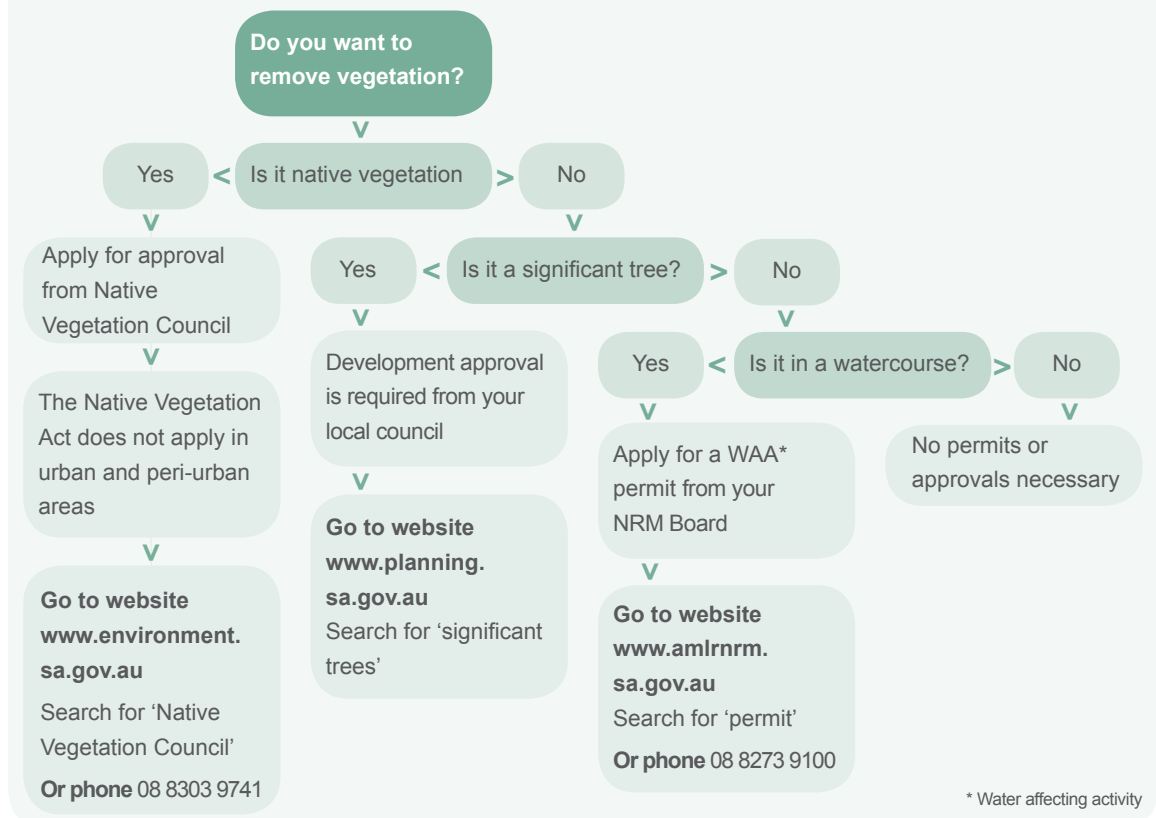 Do you want to
remove vegetation?
Yes
Is it native vegetation
No
Apply for approval
from Native
Vegetation Council
The Native Vegetation
Act does not apply in
urban and peri-urban
areas
Go to website
www.environment.
sa.gov.au
Search for ‘Native
Vegetation Council’
Or phone 08 8303 9741
Yes
Is it a significant tree?
No
Development approval
is required from your
local council
Go to website
www.planning.
sa.gov.au
Search for ‘significant
trees’
Yes
Is it in a watercourse?
No
Apply for a WAA*
permit from your
NRM Board
Go to website
www.amlrnrm.
sa.gov.au
Search for ‘permit’
Or phone 08 8273 9100
No permits or
approvals necessary
* Water affecting activity